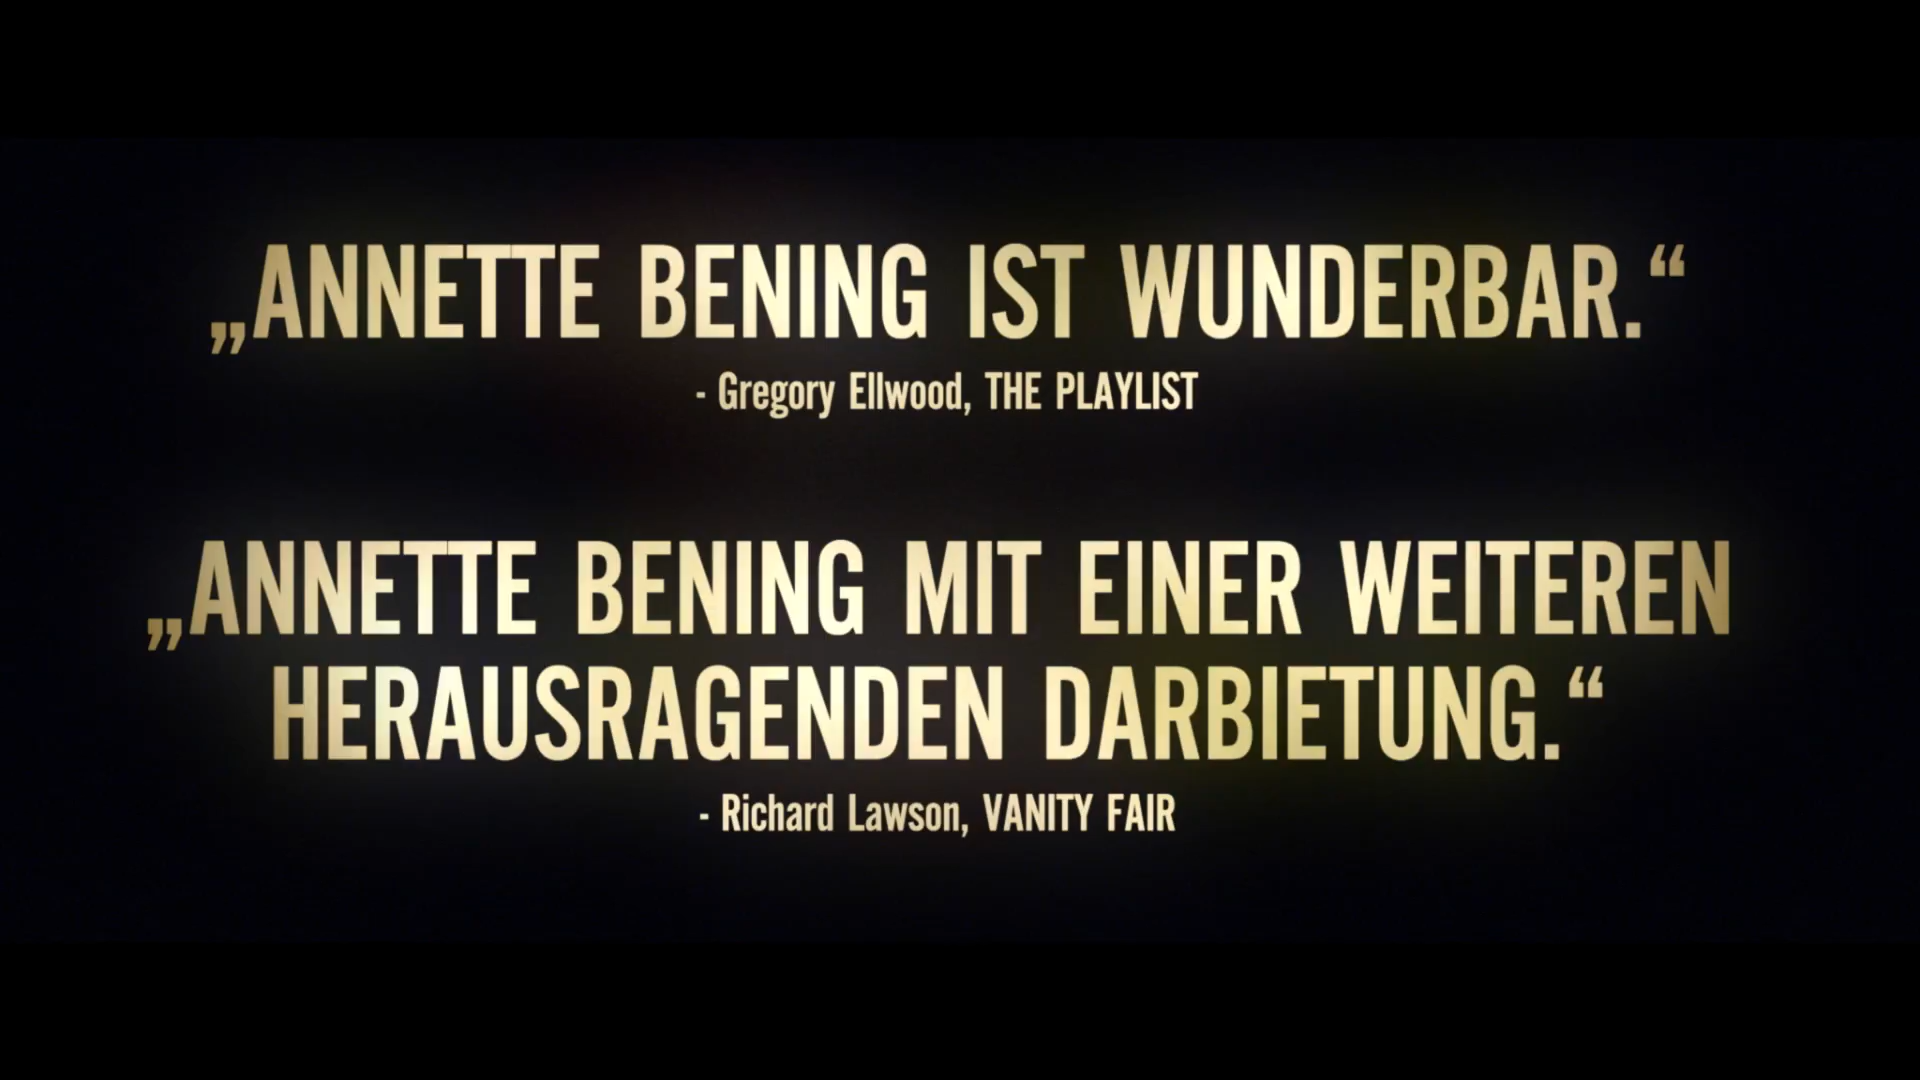 „ANNETTE BENING IST WUNDERBAR.“
- Gregory Ellwood, THE PLAYLIST
„ANNETTE BENING MIT EINER WEITEREN
HERAUSRAGENDEN DARBIETUNG.“
- Richard Lawson, VANITY FAIR